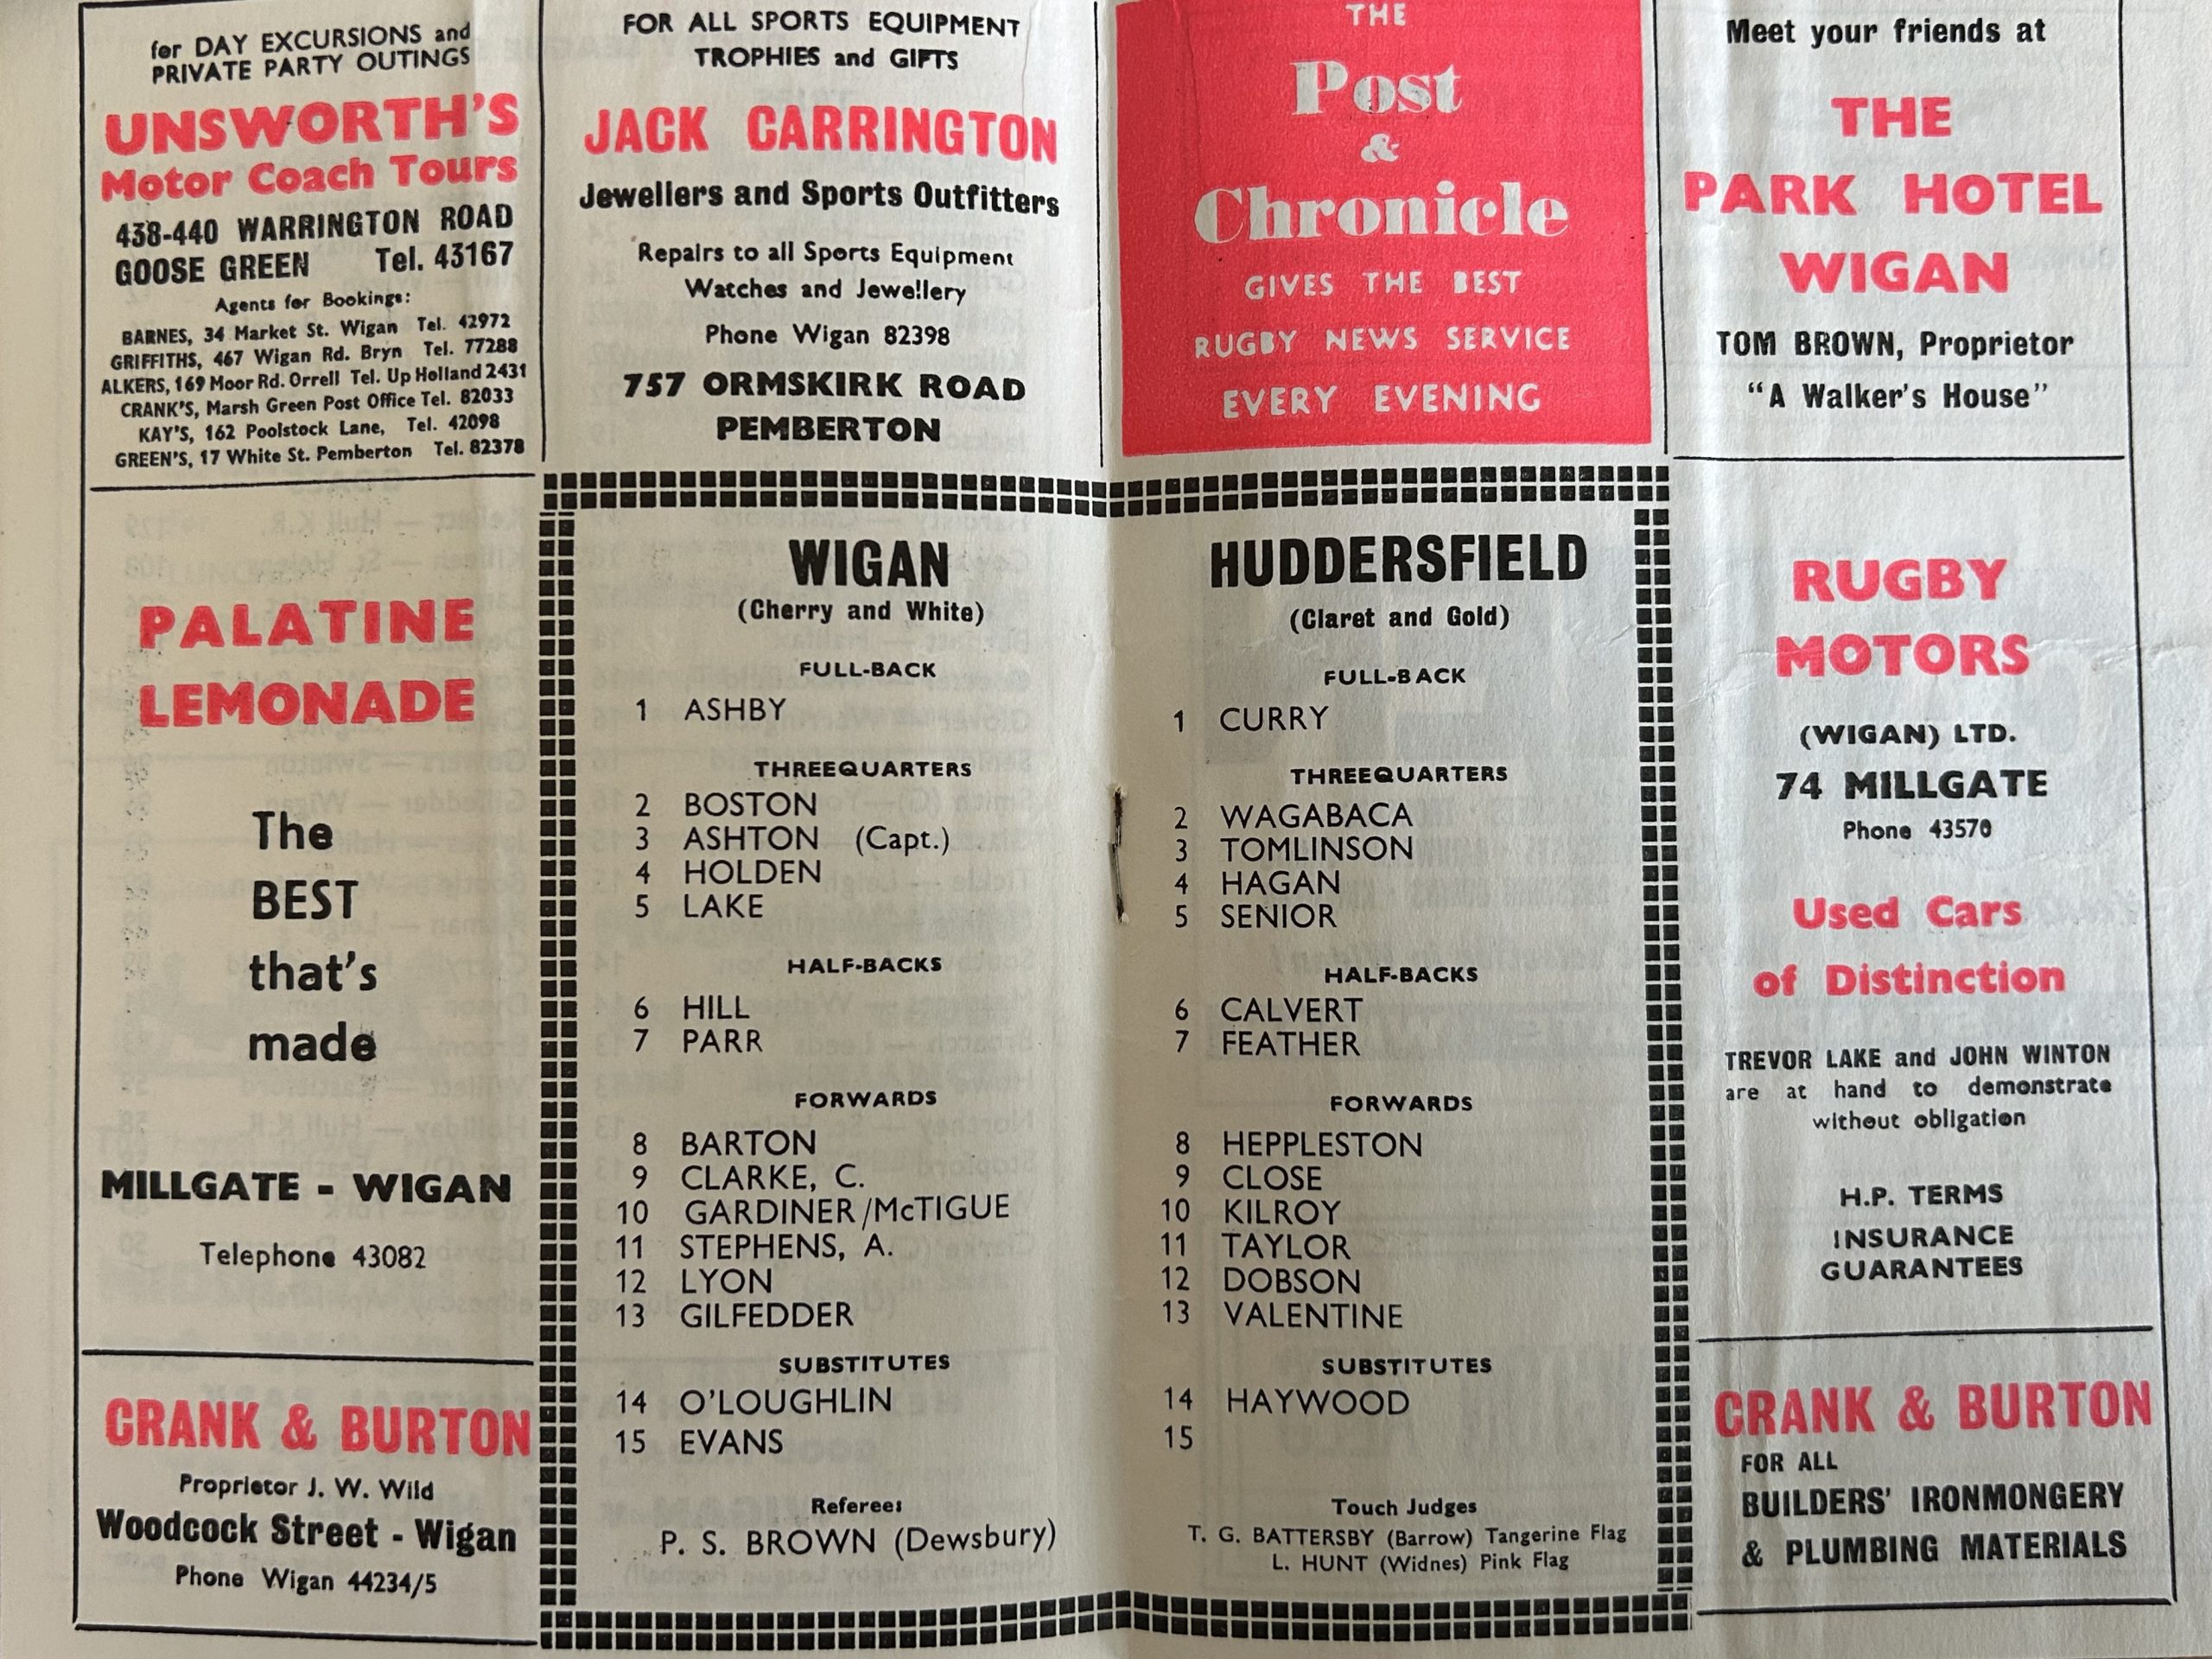 for DAY EXCURSIONS and
PRIVATE PARTY OUTINGS
UNSWORTH'S
Motor Coach Tours
438-440 WARRINGTON ROAD
GOOSE GREEN Tel. 43167
Agents for Bookings:
BARNES, 34 Market St. Wigan Tel. 42972
GRIFFITHS, 467 Wigan Rd. Bryn Tel. 77288
ALKERS, 169 Moor Rd. Orrell Tel. Up Holland 2431
CRANK'S, Marsh Green Post Office Tel. 82033
KAY'S, 162 Poolstock Lane, Tel. 42098
GREEN'S, 17 White St. Pemberton Tel. 82378
FOR ALL SPORTS EQUIPMENT
TROPHIES and GIFTS
JACK CARRINGTON
Jewellers and Sports Outfitters
Repairs to all Sports Equipment
Watches and Jewellery
Phone Wigan 82398
757 ORMSKIRK ROAD
PEMBERTON
THE
Post
&
Chronicle
GIVES THE BEST
RUGBY NEWS SERVICE
EVERY EVENING
Meet your friends at
THE
PARK HOTEL
WIGAN
TOM BROWN, Proprietor
"A Walker's House"
PALATINE
LEMONADE
The
BEST
that's
made
MILLGATE - WIGAN
Telephone 43082
CRANK & BURTON
Proprietor J. W. Wild
Woodcock Street - Wigan
Phone Wigan 44234/5
WIGAN
(Cherry and White)
FULL-BACK
1 ASHBY
THREEQUARTERS
2 BOSTON
3 ASHTON (Capt.)
4 HOLDEN
5 LAKE
HALF-BACKS
6 HILL
7 PARR
FORWARDS
8 BARTON
9 CLARKE, C.
10 GARDINER/McTIGUE
11 STEPHENS, A.
12 LYON
13 GILFEDDER
SUBSTITUTES
14 O'LOUGHLIN
15 EVANS
Referee:
P. S. BROWN (Dewsbury)
HUDDERSFIELD
(Claret and Gold)
FULL-BACK
1 CURRY
THREEQUARTERS
2 WAGABACA
3 TOMLINSON
4 HAGAN
5 SENIOR
HALF-BACKS
6 CALVERT
7 FEATHER
FORWARDS
8 HEPPLESTON
9 CLOSE
10 KILROY
11 TAYLOR
12 DOBSON
13 VALENTINE
SUBSTITUTES
14 HAYWOOD
15
Touch Judges
T. G. BATTERSBY (Barrow) Tangerine Flag
L. HUNT (Widnes) Pink Flag
RUGBY
MOTORS
(WIGAN) LTD.
74 MILLGATE
Phone 43570
Used Cars
of Distinction
TREVOR LAKE and JOHN WINTON
are at hand to demonstrate
without obligation
H.P. TERMS
INSURANCE
GUARANTEES
CRANK & BURTON
FOR ALL
BUILDERS' IRONMONGERY
& PLUMBING MATERIALS